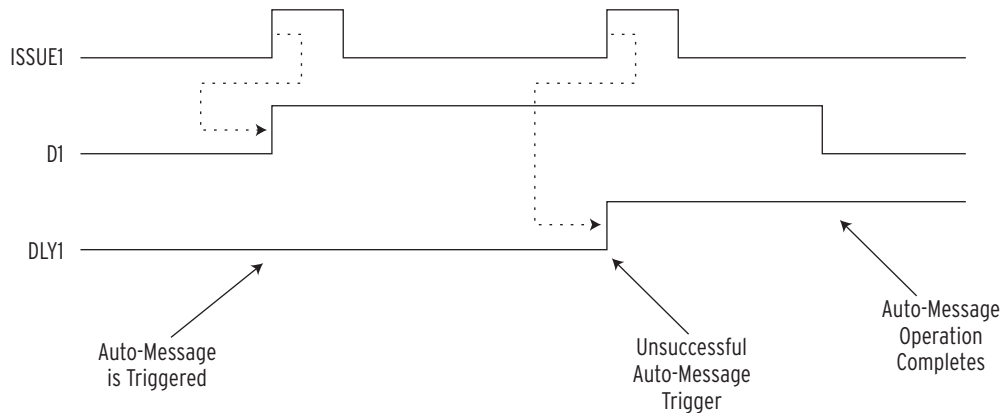 ISSUE1
D1
DLY1
Auto-Message
is Triggered
Unsuccessful
Auto-Message
Trigger
Auto-Message
Operation
Completes